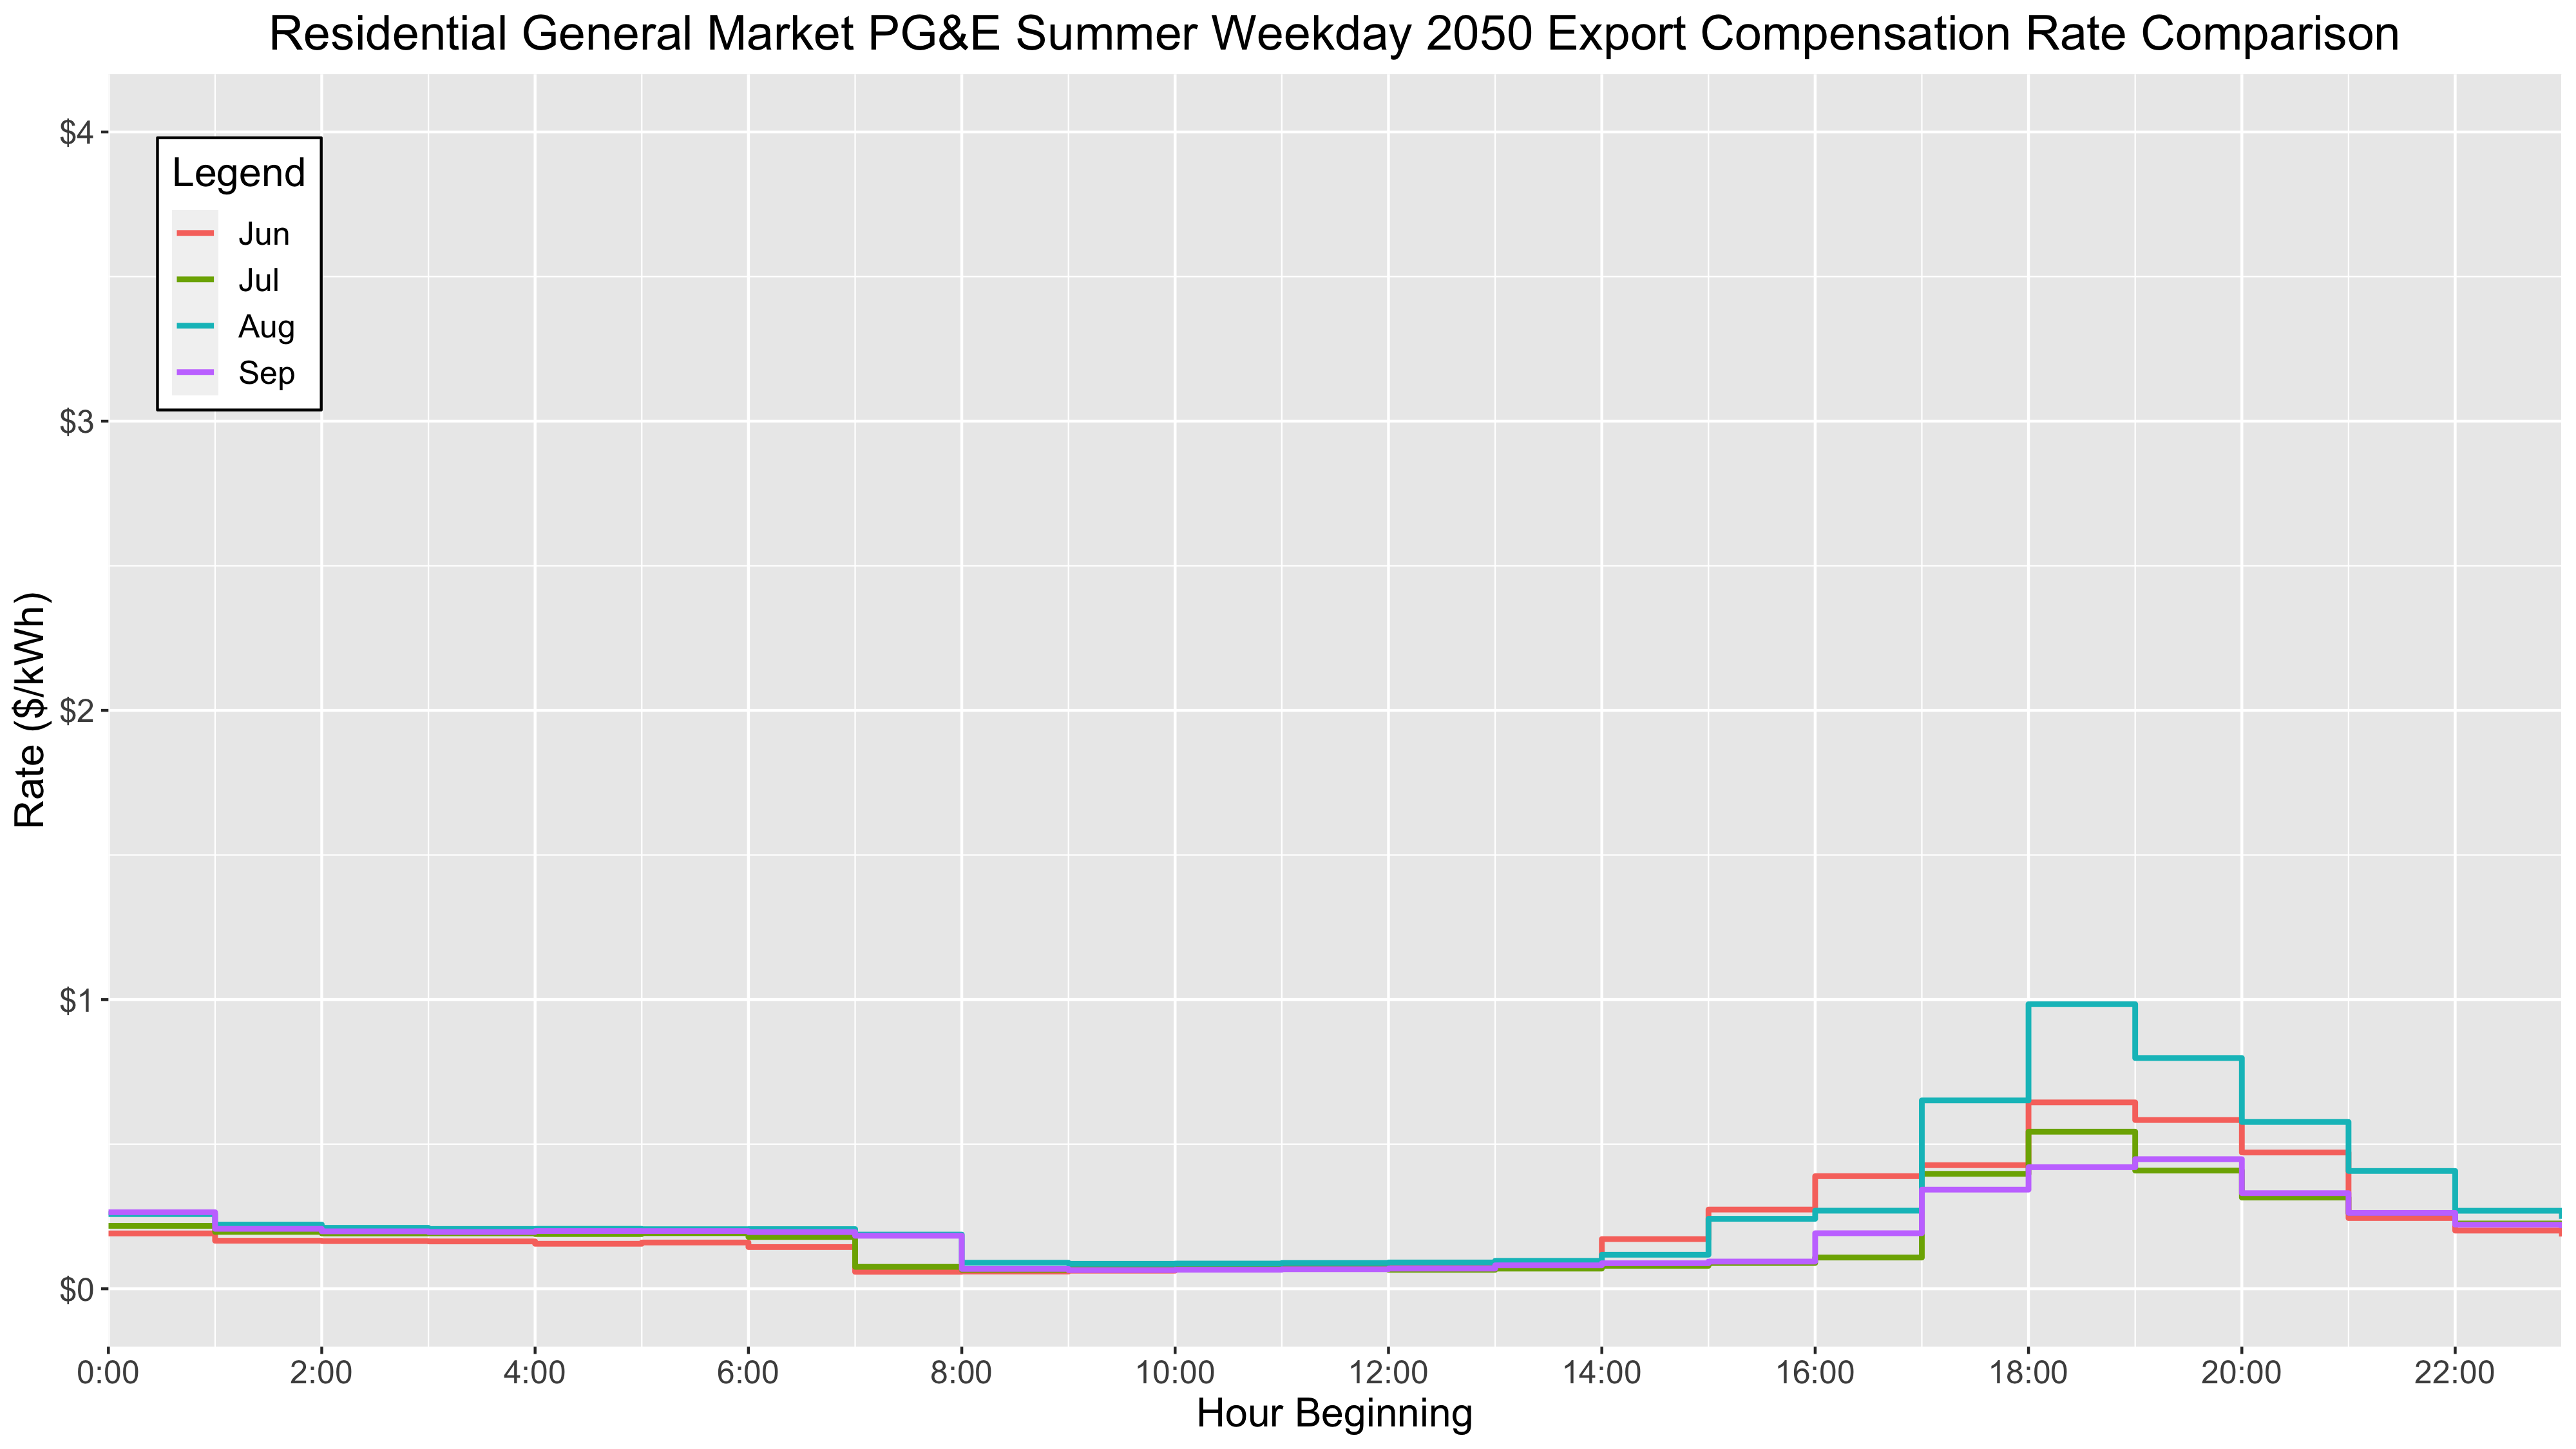 Residential General Market PG&E Summer Weekday 2050 Export Compensation Rate Comparison
Legend
Jun
Jul
Aug
Sep
Rate ($/kWh)
$4
$3
$2
$1
$0
0:00 2:00 4:00 6:00 8:00 10:00 12:00 14:00 16:00 18:00 20:00 22:00
Hour Beginning